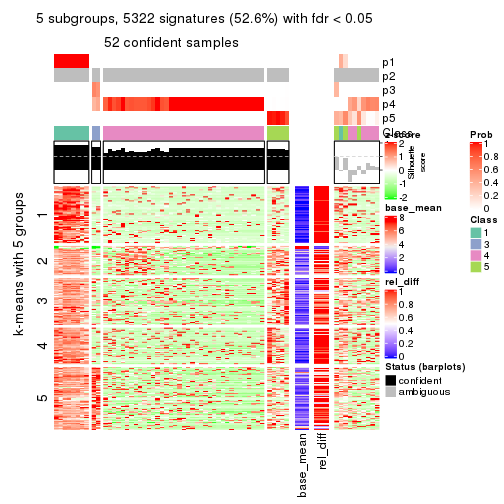 5 subgroups, 5322 signatures (52.6%) with fdr < 0.05
52 confident samples
p1
p2
p3
p4
p5
Class
z-score
2
1
0
-1
-2
Silhouette
score
k-means with 5 groups
1
2
3
4
5
base_mean
rel_diff
base_mean
8
6
4
2
0
rel_diff
1
0.8
0.6
0.4
0.2
0
Prob
1
0.8
0.6
0.4
0.2
0
Class
1
3
4
5
Status (barplots)
confident
ambiguous